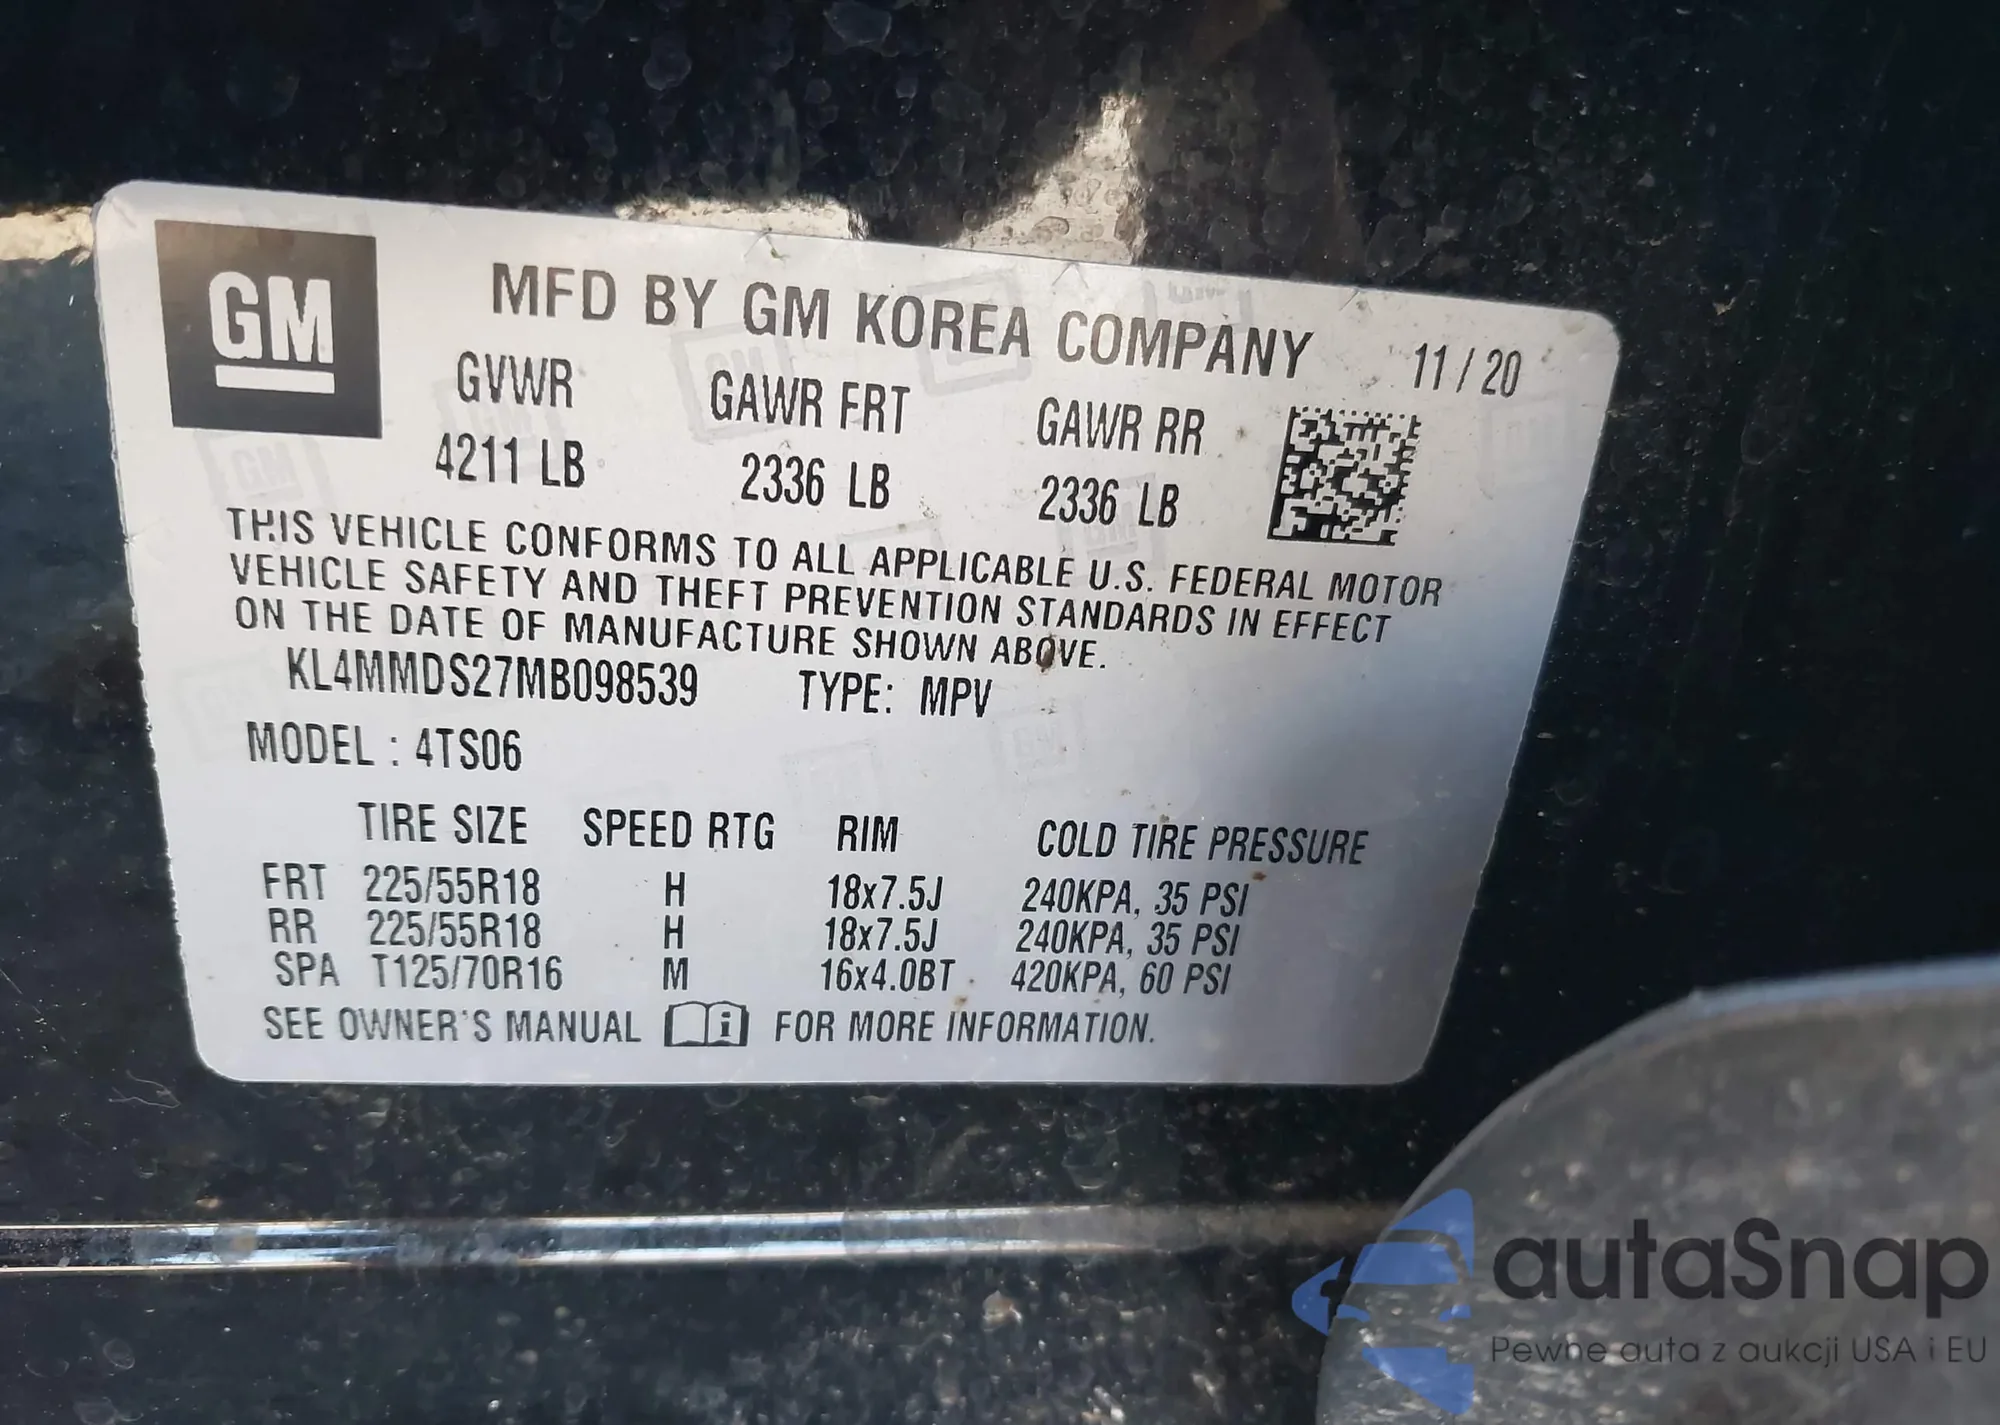 GM
MFD BY GM KOREA COMPANY 11/20
GVWR GAWR FRT GAWR RR
4211 LB 2336 LB 2336 LB
THIS VEHICLE CONFORMS TO ALL APPLICABLE U.S. FEDERAL MOTOR
VEHICLE SAFETY AND THEFT PREVENTION STANDARDS IN EFFECT
ON THE DATE OF MANUFACTURE SHOWN ABOVE.
KL4MMDS27MB098539 TYPE: MPV
MODEL : 4TS06
TIRE SIZE SPEED RTG RIM COLD TIRE PRESSURE
FRT 225/55R18 H 18x7.5J 240KPA, 35 PSI
RR 225/55R18 H 18x7.5J 240KPA, 35 PSI
SPA T125/70R16 M 16x4.0BT 420KPA, 60 PSI
SEE OWNER'S MANUAL i FOR MORE INFORMATION.
autaSnap
Pewne auta z aukcji USA i EU